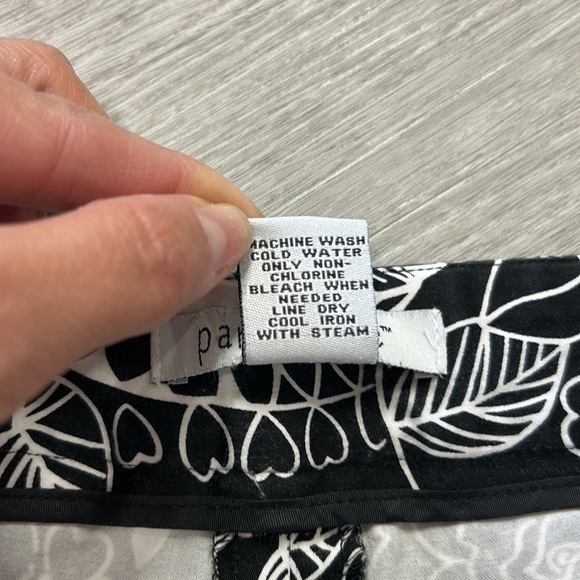 MACHINE WASH
COLD WATER
ONLY NON-
CHLORINE
BLEACH WHEN
NEEDED
LINE DRY
COOL IRON
WITH STEAM